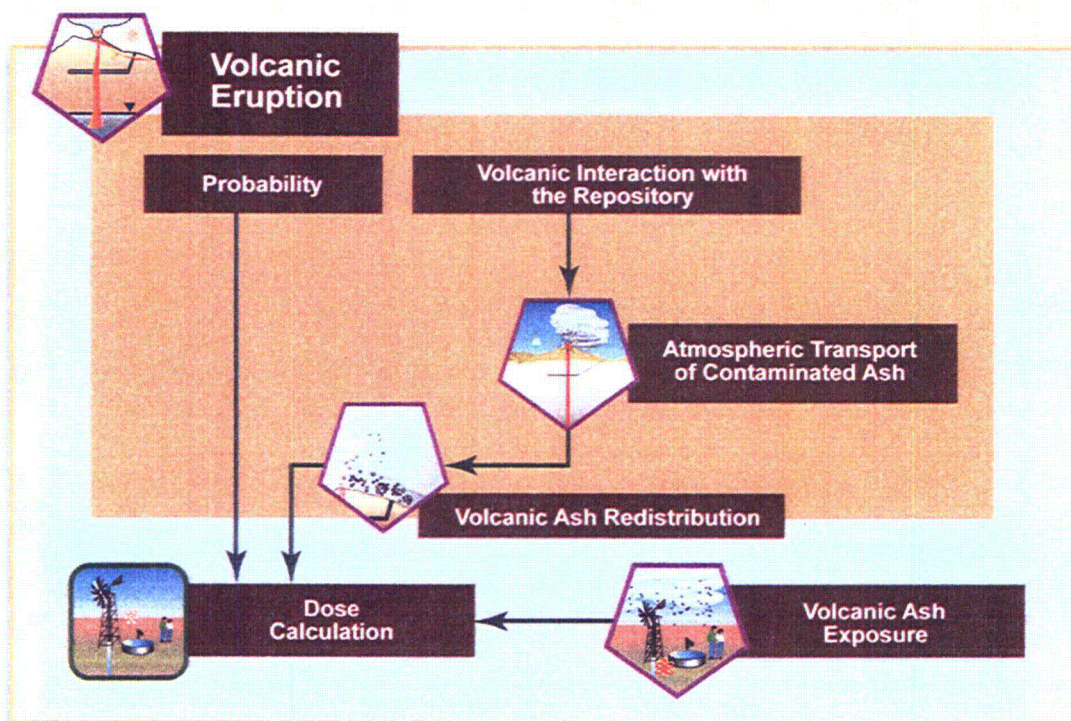 Volcanic
Eruption
Probability
Volcanic Interaction with
the Repository
Atmospheric Transport
of Contaminated Ash
Volcanic Ash Redistribution
Dose
Calculation
Volcanic Ash
Exposure